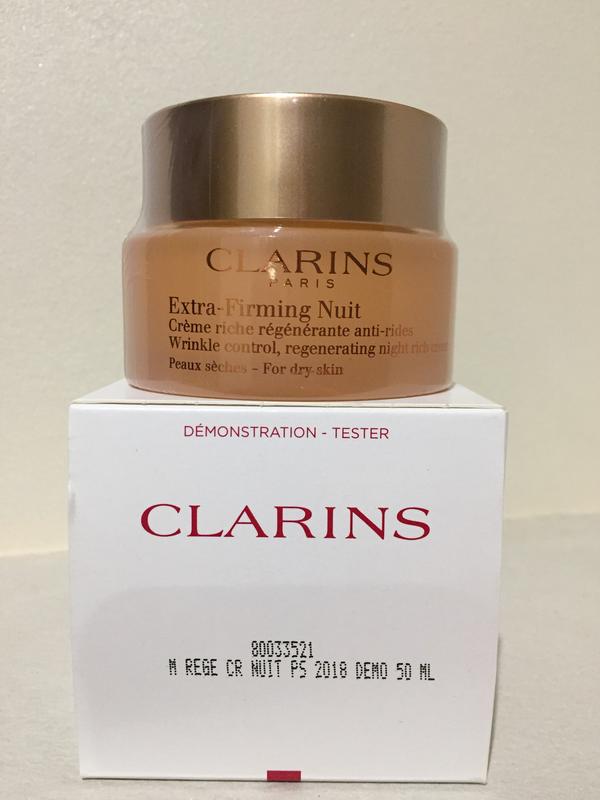 CLARINS
PARIS
Extra-Firming Nuit
Crème riche régénérante anti-rides
Wrinkle control, regenerating night rich cream
Peaux sèches - For dry skin
DÉMONSTRATION - TESTER
CLARINS
80033521
M REGE CR NUIT PS 2018 DEMO 50 ML